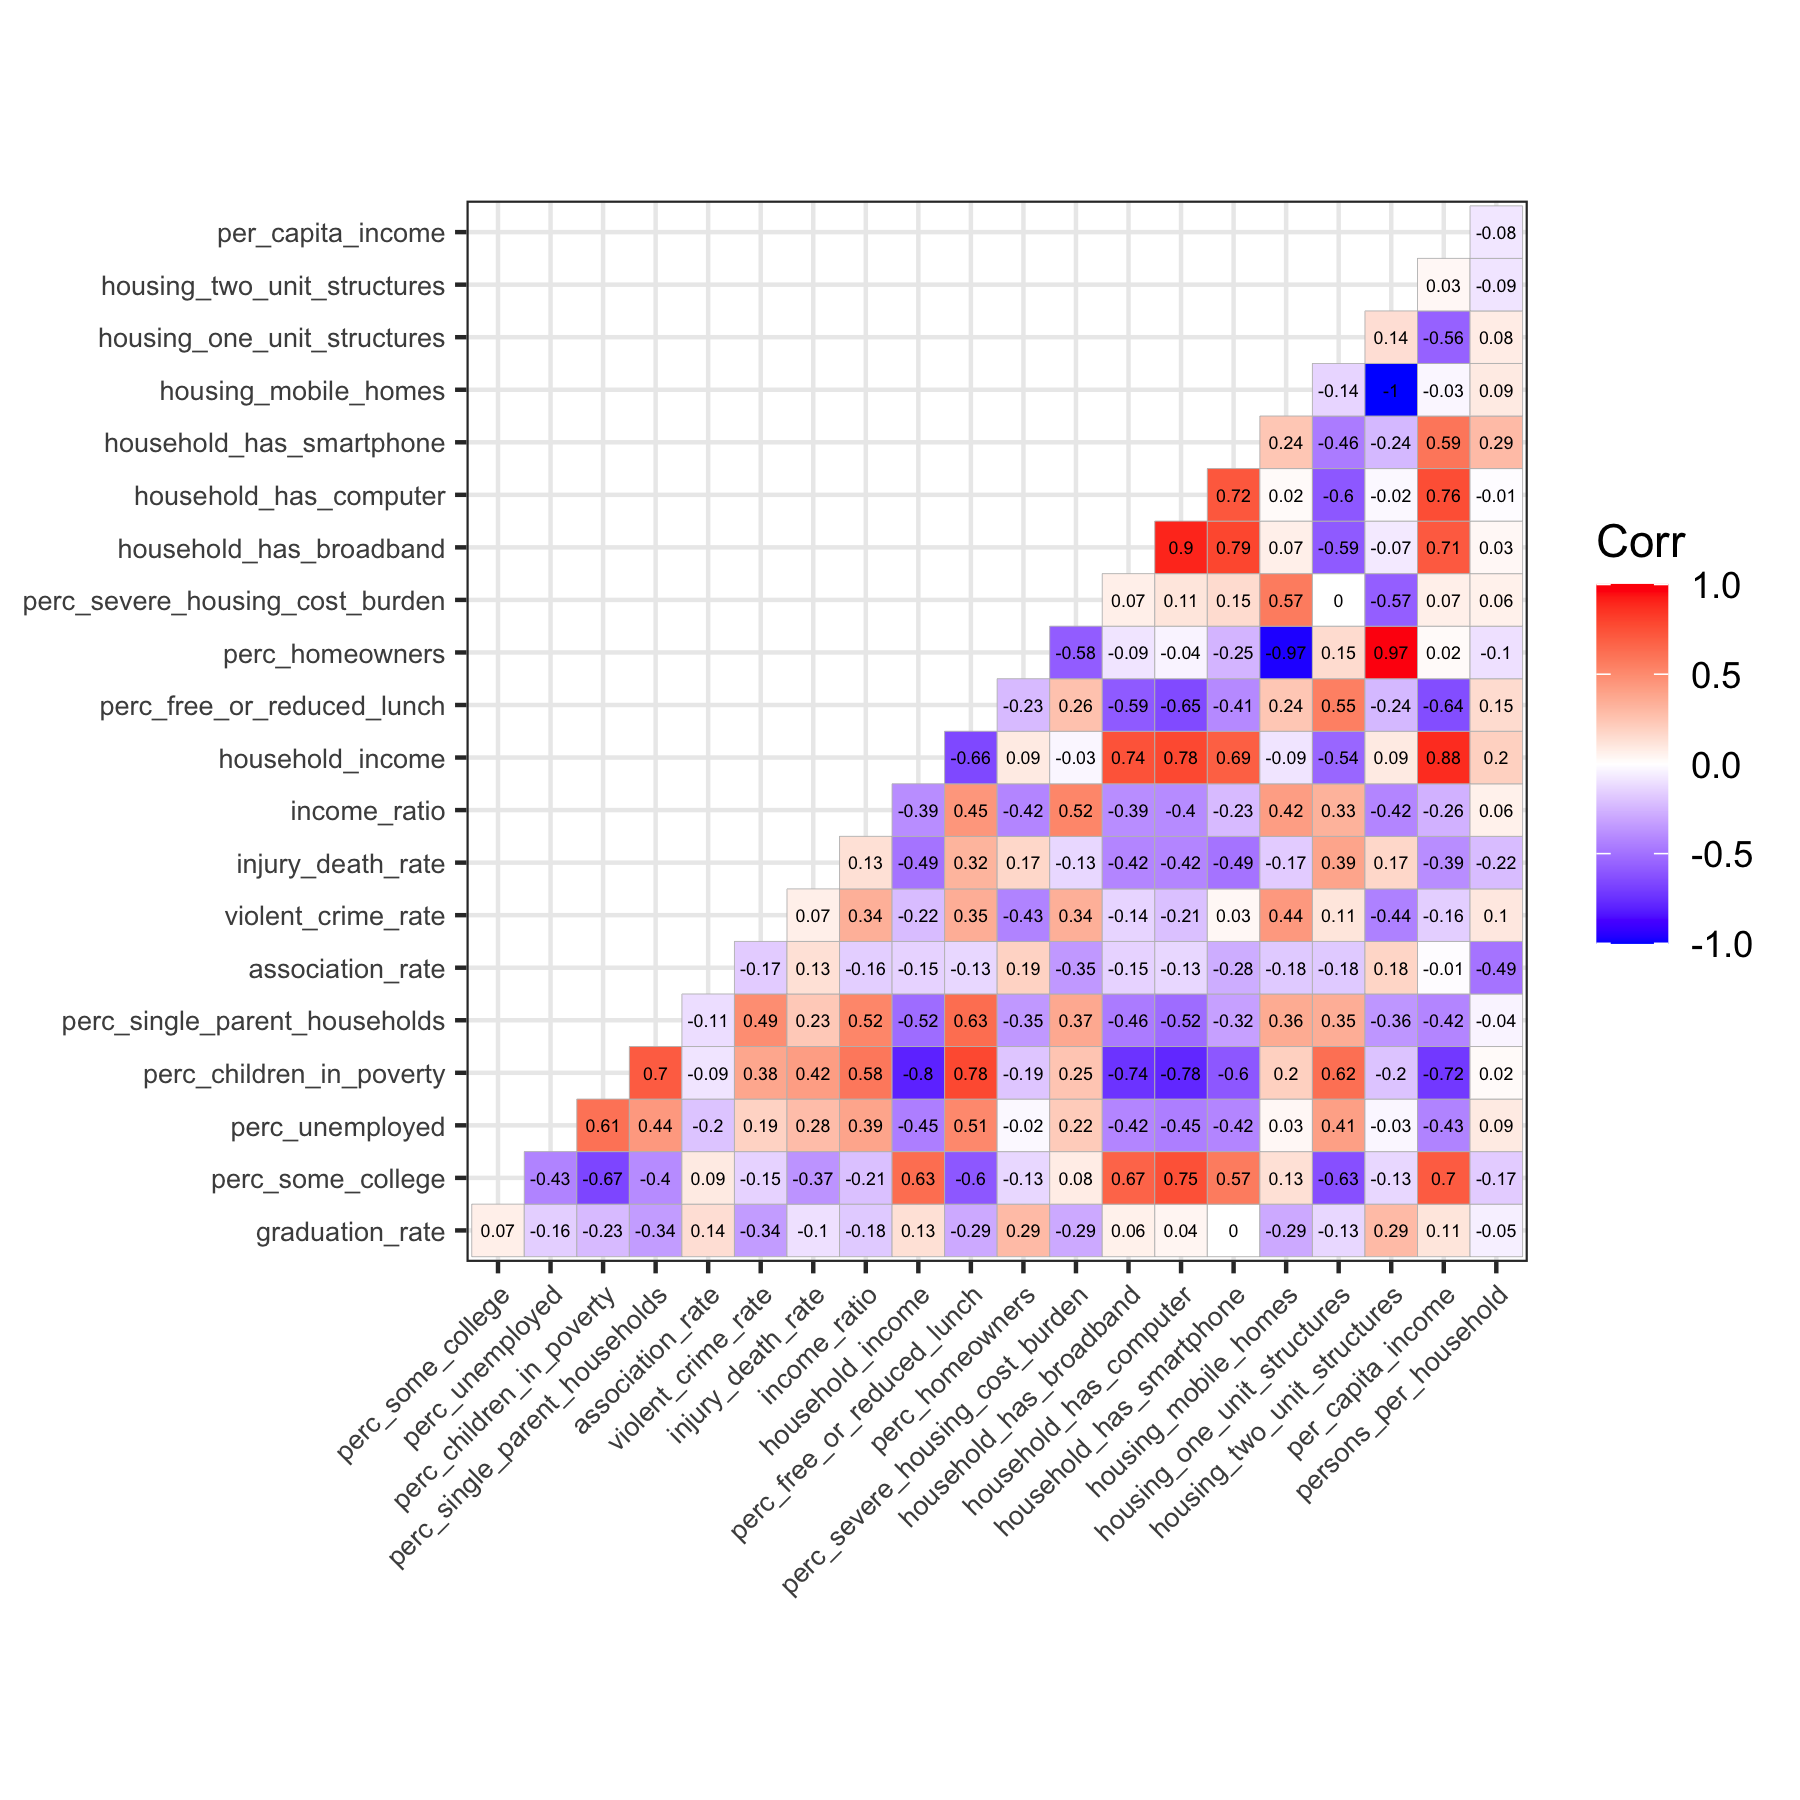 per_capita_income -0.08
housing_two_unit_structures 0.03 -0.09
housing_one_unit_structures 0.14 -0.56 0.08
housing_mobile_homes -0.14 -1 -0.03 0.09
household_has_smartphone 0.24 -0.46 -0.24 0.59 0.29
household_has_computer 0.72 0.02 -0.6 -0.02 0.76 -0.01
household_has_broadband 0.9 0.79 0.07 -0.59 -0.07 0.71 0.03
perc_severe_housing_cost_burden 0.07 0.11 0.15 0.57 0 -0.57 0.07 0.06
perc_homeowners -0.58 -0.09 -0.04 -0.25 -0.97 0.15 0.97 0.02 -0.1
perc_free_or_reduced_lunch -0.23 0.26 -0.59 -0.65 -0.41 0.24 0.55 -0.24 -0.64 0.15
household_income -0.66 0.09 -0.03 0.74 0.78 0.69 -0.09 -0.54 0.09 0.88 0.2
income_ratio -0.39 0.45 -0.42 0.52 -0.39 -0.4 -0.23 0.42 0.33 -0.42 -0.26 0.06
injury_death_rate 0.13 -0.49 0.32 0.17 -0.13 -0.42 -0.42 -0.49 -0.17 0.39 0.17 -0.39 -0.22
violent_crime_rate 0.07 0.34 -0.22 0.35 -0.43 0.34 -0.14 -0.21 0.03 0.44 0.11 -0.44 -0.16 0.1
association_rate -0.17 0.13 -0.16 -0.15 -0.13 0.19 -0.35 -0.15 -0.13 -0.28 -0.18 -0.18 0.18 -0.01 -0.49
perc_single_parent_households -0.11 0.49 0.23 0.52 -0.52 0.63 -0.35 0.37 -0.46 -0.52 -0.32 0.36 0.35 -0.36 -0.42 -0.04
perc_children_in_poverty 0.7 -0.09 0.38 0.42 0.58 -0.8 0.78 -0.19 0.25 -0.74 -0.78 -0.6 0.2 0.62 -0.2 -0.72 0.02
perc_unemployed 0.61 0.44 -0.2 0.19 0.28 0.39 -0.45 0.51 -0.02 0.22 -0.42 -0.45 -0.42 0.03 0.41 -0.03 -0.43 0.09
perc_some_college -0.43 -0.67 -0.4 0.09 -0.15 -0.37 -0.21 0.63 -0.6 -0.13 0.08 0.67 0.75 0.57 0.13 -0.63 -0.13 0.7 -0.17
graduation_rate 0.07 -0.16 -0.23 -0.34 0.14 -0.34 -0.1 -0.18 0.13 -0.29 0.29 -0.29 0.06 0.04 0 -0.29 -0.13 0.29 0.11 -0.05
perc_some_college
perc_unemployed
perc_children_in_poverty
perc_single_parent_households
association_rate
violent_crime_rate
injury_death_rate
income_ratio
household_income
perc_free_or_reduced_lunch
perc_homeowners
perc_severe_housing_cost_burden
household_has_broadband
household_has_computer
household_has_smartphone
housing_mobile_homes
housing_one_unit_structures
housing_two_unit_structures
per_capita_income
persons_per_household
Corr
1.0
0.5
0.0
-0.5
-1.0